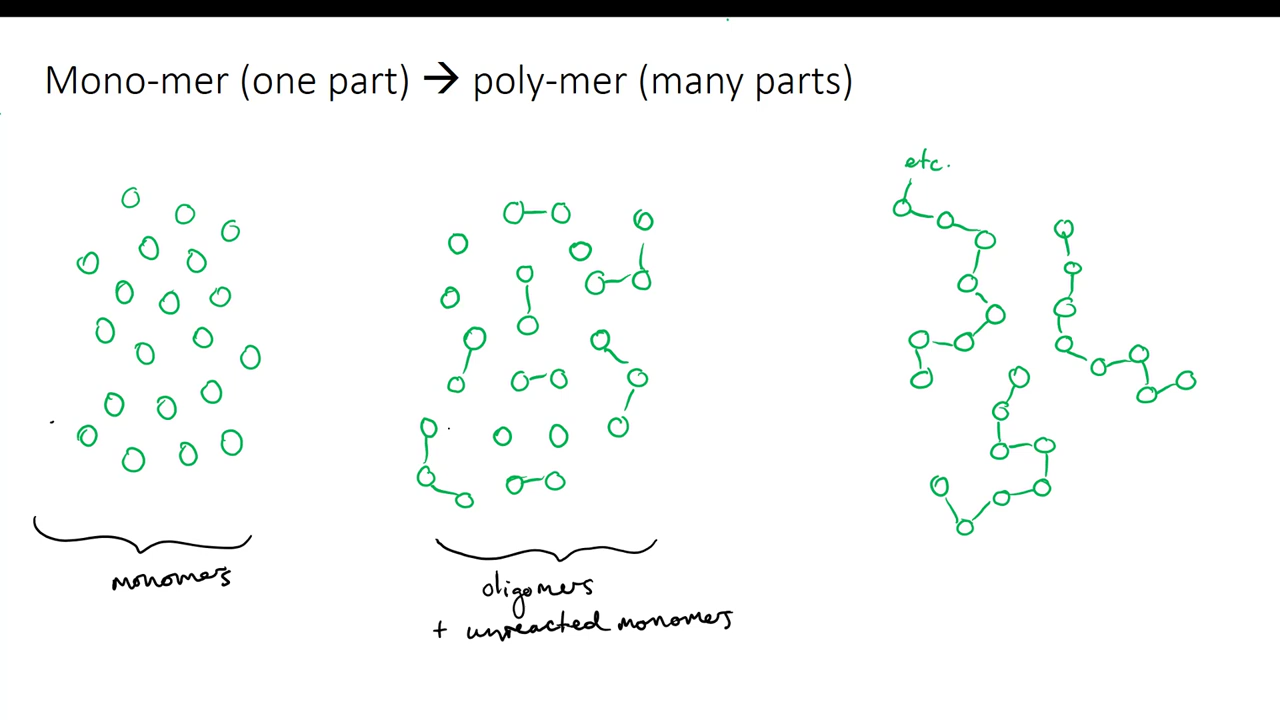 Mono-mer (one part) → poly-mer (many parts)
etc.
monomers
oligomers
+ unreacted monomers